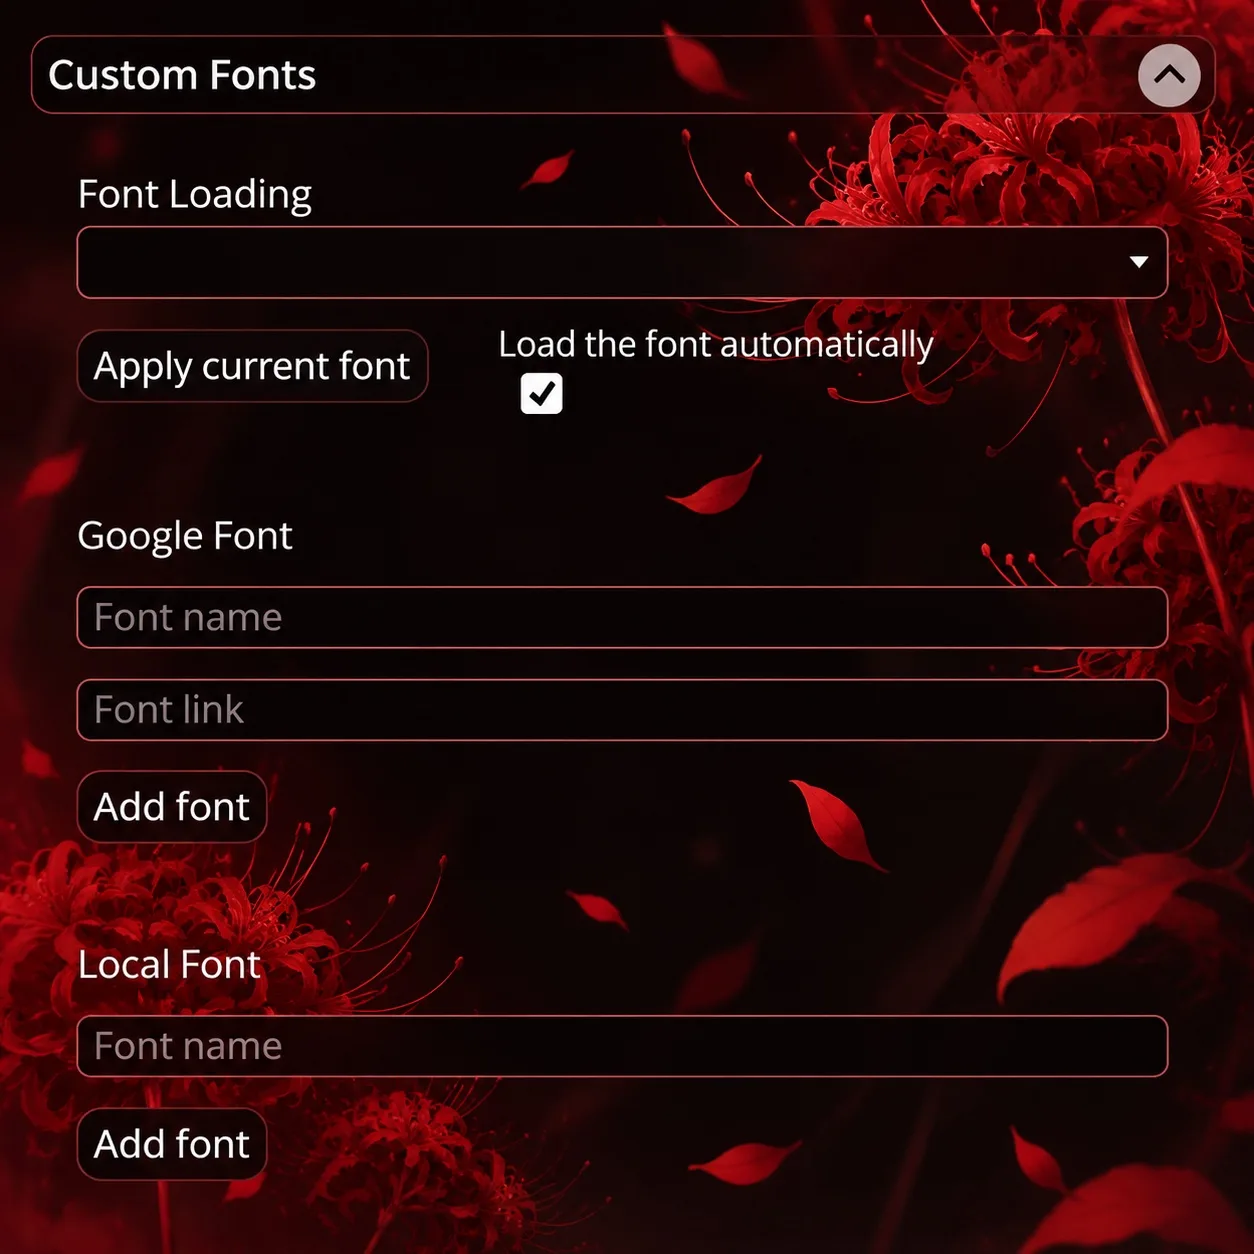 Custom Fonts
Font Loading
Apply current font
Load the font automatically
Google Font
Font name
Font link
Add font
Local Font
Font name
Add font